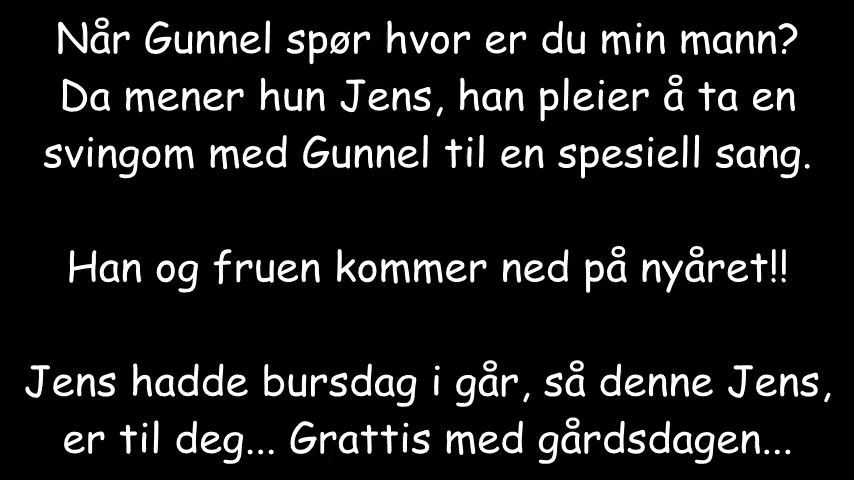 Når Gunnel spør hvor er du min mann?
Da mener hun Jens, han pleier å ta en
svingom med Gunnel til en spesiell sang.
Han og fruen kommer ned på nyåret!!
Jens hadde bursdag i går, så denne Jens,
er til deg... Grattis med gårdsdagen...